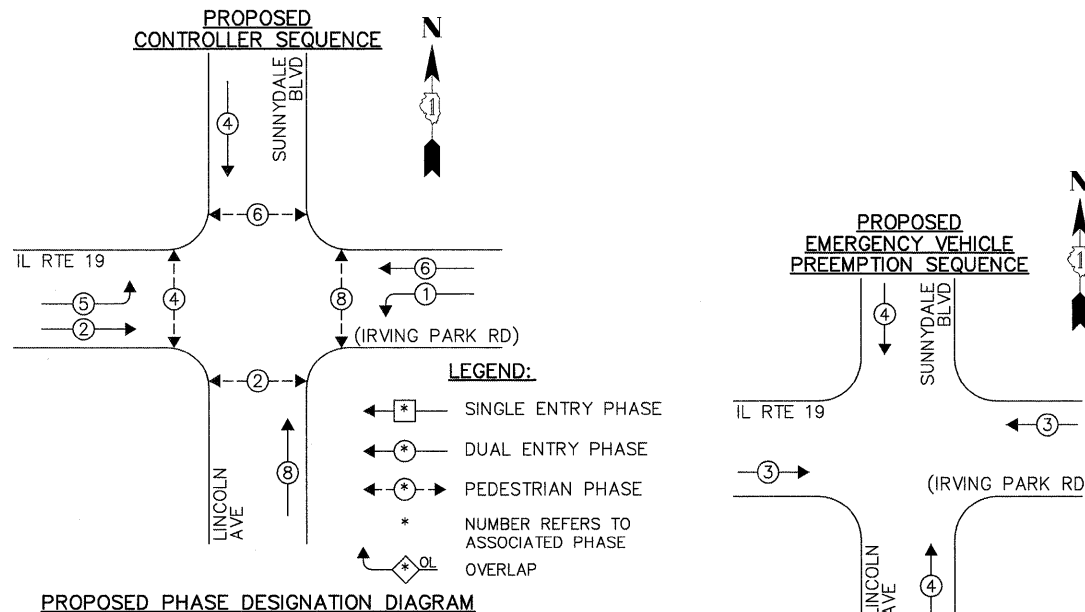 PROPOSED
CONTROLLER SEQUENCE
N
1
SUNNYDALE
BLVD
4
6
IL RTE 19
6
5
4
8
1
2
(IRVING PARK RD)
2
8
LINCOLN
AVE
LEGEND:
* SINGLE ENTRY PHASE
* DUAL ENTRY PHASE
* PEDESTRIAN PHASE
* NUMBER REFERS TO
ASSOCIATED PHASE
* OL OVERLAP
PROPOSED PHASE DESIGNATION DIAGRAM
N
1
PROPOSED
EMERGENCY VEHICLE
PREEMPTION SEQUENCE
4
SUNNYDALE
BLVD
IL RTE 19
3
3
(IRVING PARK RD
LINCOLN
AVE
4